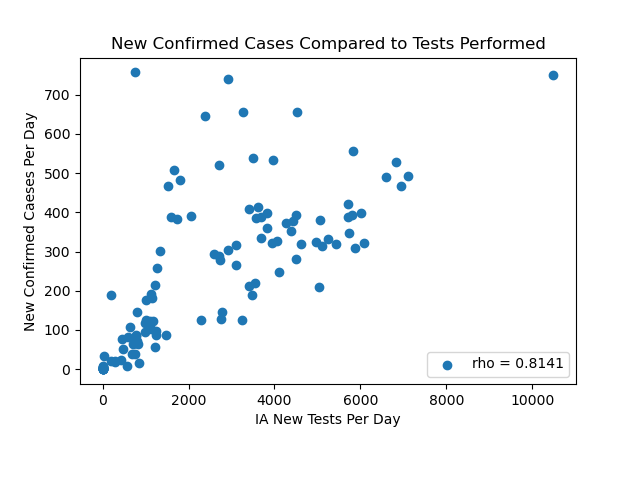 New Confirmed Cases Compared to Tests Performed
New Confirmed Caeses Per Day
700
600
500
400
300
200
100
0
rho = 0.8141
0 2000 4000 6000 8000 10000
IA New Tests Per Day